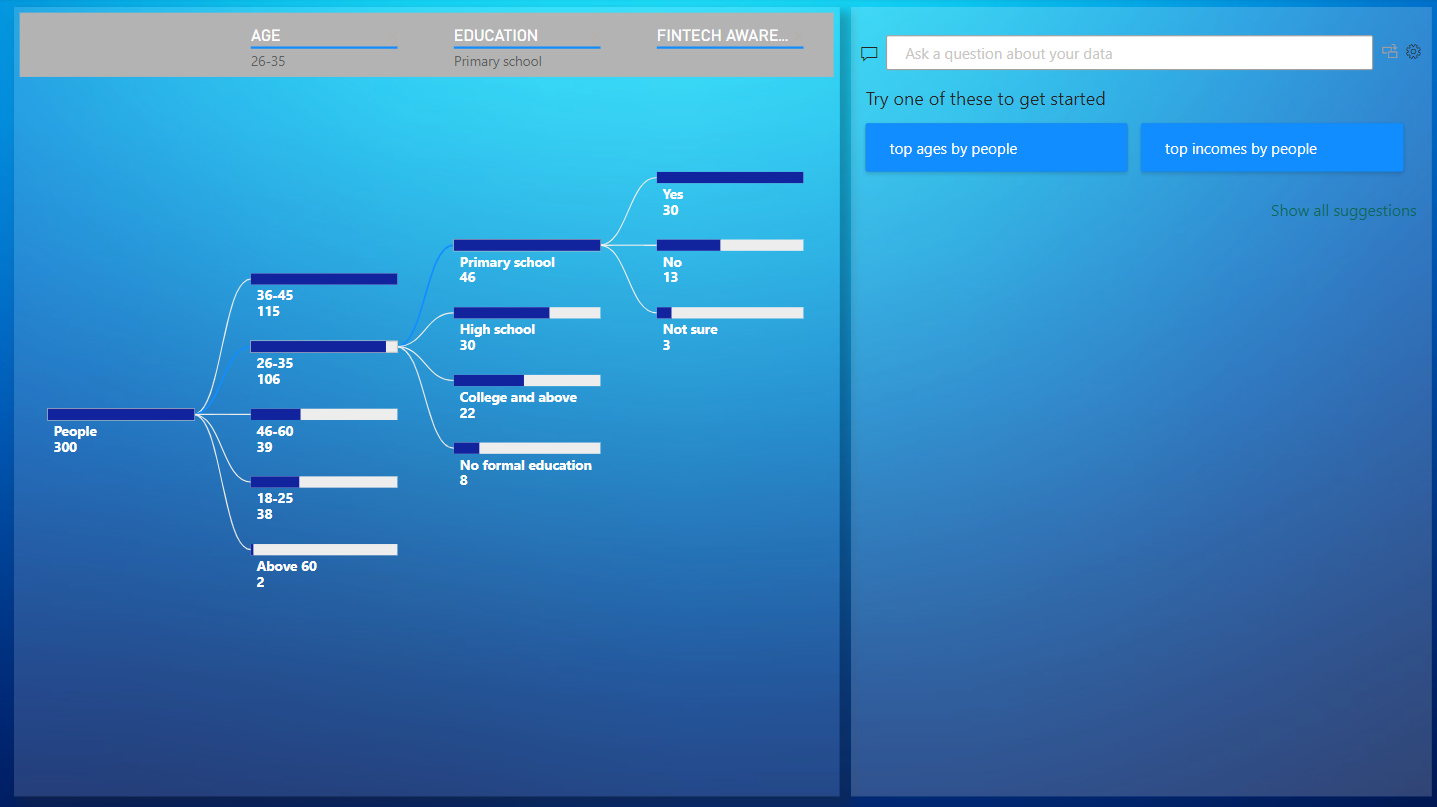 AGE
26-35
EDUCATION
Primary school
FINTECH AWARE...
People
300
36-45
115
26-35
106
46-60
39
18-25
38
Above 60
2
Primary school
46
High school
30
College and above
22
No formal education
8
Yes
30
No
13
Not sure
3
Ask a question about your data
Try one of these to get started
top ages by people
top incomes by people
Show all suggestions